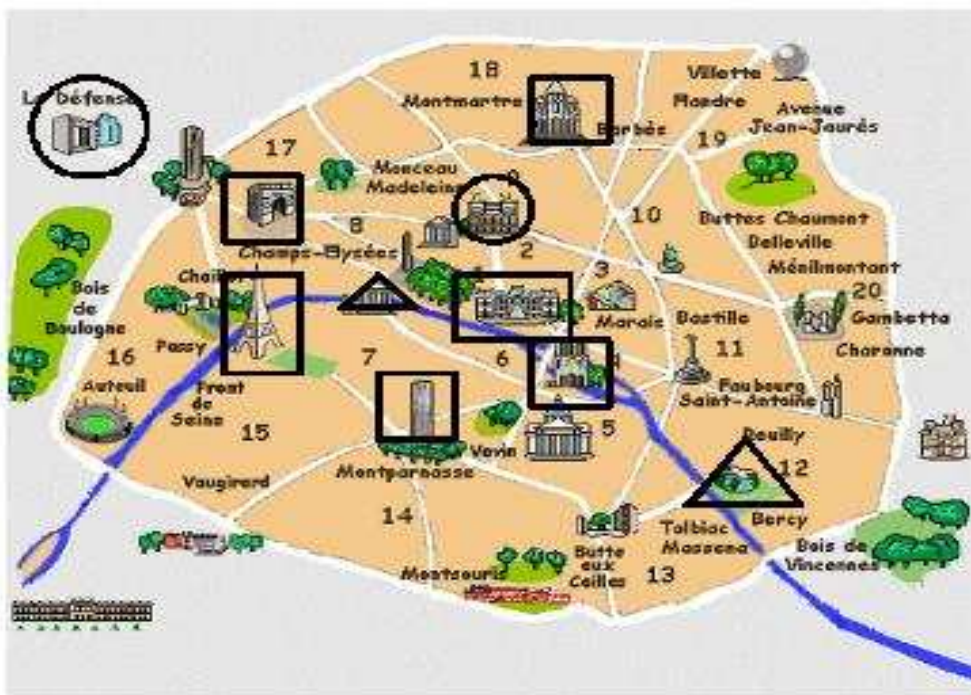 18
Villette
La Défense
Montmartre
Flandre
Avenue
Jean-Jaurés
Barbès
19
17
Monceau
Madeleine
9
10
Buttes Chaumont
8
Champs-Elysées
2
3
Belleville
Ménilmontant
Chaillot
20
Bois
de
Boulogne
Marais
Bastille
Gambetta
Passy
16
7
6
11
Charonne
Auteuil
Front
de
Seine
Faubourg
Saint-Antoine
15
5
Reuilly
Vavin
Montparnasse
12
Vaugirard
14
Bercy
Tolbiac
Massena
Bois de
Vincennes
Butte
aux
Cailles
Montsouris
13